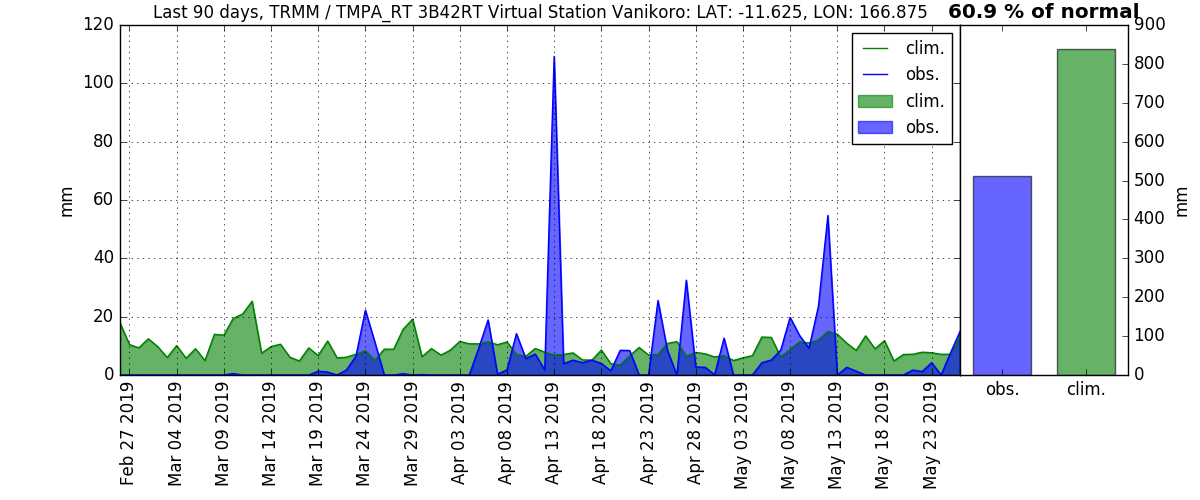 Last 90 days, TRMM / TMPA_RT 3B42RT Virtual Station Vanikoro: LAT: -11.625, LON: 166.875
60.9 % of normal
mm
120
100
80
60
40
20
0
clim.
obs.
clim.
obs.
900
800
700
600
500
400
300
200
100
0
mm
Feb 27 2019
Mar 04 2019
Mar 09 2019
Mar 14 2019
Mar 19 2019
Mar 24 2019
Mar 29 2019
Apr 03 2019
Apr 08 2019
Apr 13 2019
Apr 18 2019
Apr 23 2019
Apr 28 2019
May 03 2019
May 08 2019
May 13 2019
May 18 2019
May 23 2019
obs.
clim.